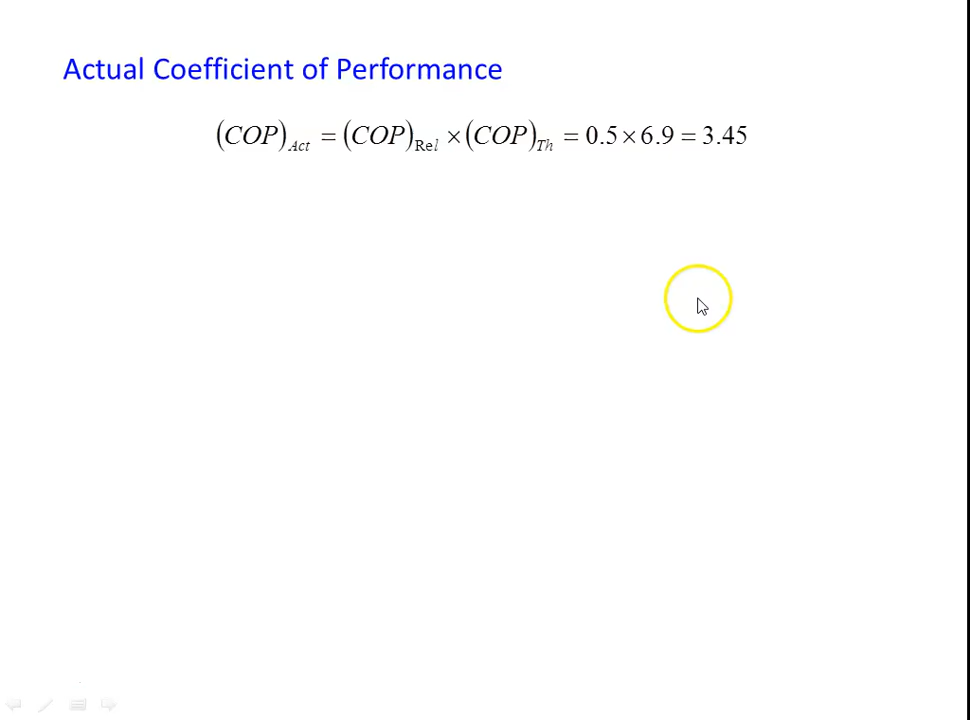 Actual Coefficient of Performance
(COP)Act = (COP)Rel × (COP)Th = 0.5 × 6.9 = 3.45